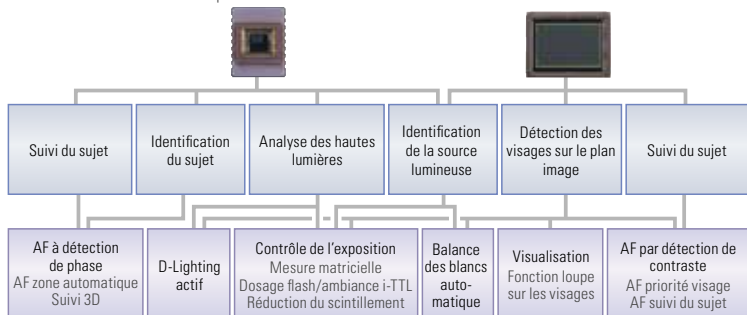 Suivi du sujet
Identification
du sujet
Analyse des hautes
lumières
Identification
de la source
lumineuse
Détection des
visages sur le plan
image
Suivi du sujet
AF à détection
de phase
AF zone automatique
Suivi 3D
D-Lighting
actif
Contrôle de l'exposition
Mesure matricielle
Dosage flash/ambiance i-TTL
Réduction du scintillement
Balance
des blancs
auto-
matique
Visualisation
Fonction loupe
sur les visages
AF par détection de
contraste
AF priorité visage
AF suivi du sujet